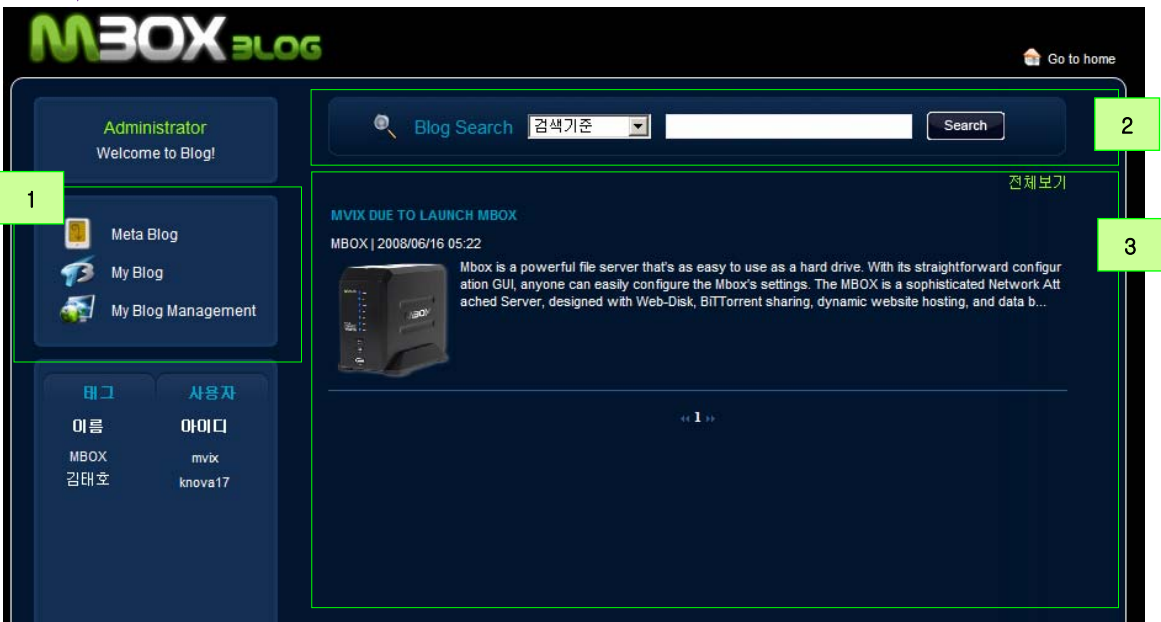 MBOX BLOG
Go to home
Administrator
Welcome to Blog!
Blog Search 검색기준 Search
2
1
Meta Blog
My Blog
My Blog Management
전체보기
3
MVIX DUE TO LAUNCH MBOX
MBOX | 2008/06/16 05:22
Mbox is a powerful file server that's as easy to use as a hard drive. With its straightforward configur
ation GUI, anyone can easily configure the Mbox's settings. The MBOX is a sophisticated Network Att
ached Server, designed with Web-Disk, BiTTorrent sharing, dynamic website hosting, and data b...
MBOX
태그 사용자
이름 아이디
MBOX mvix
김태호 knova17
‹‹ 1 ››